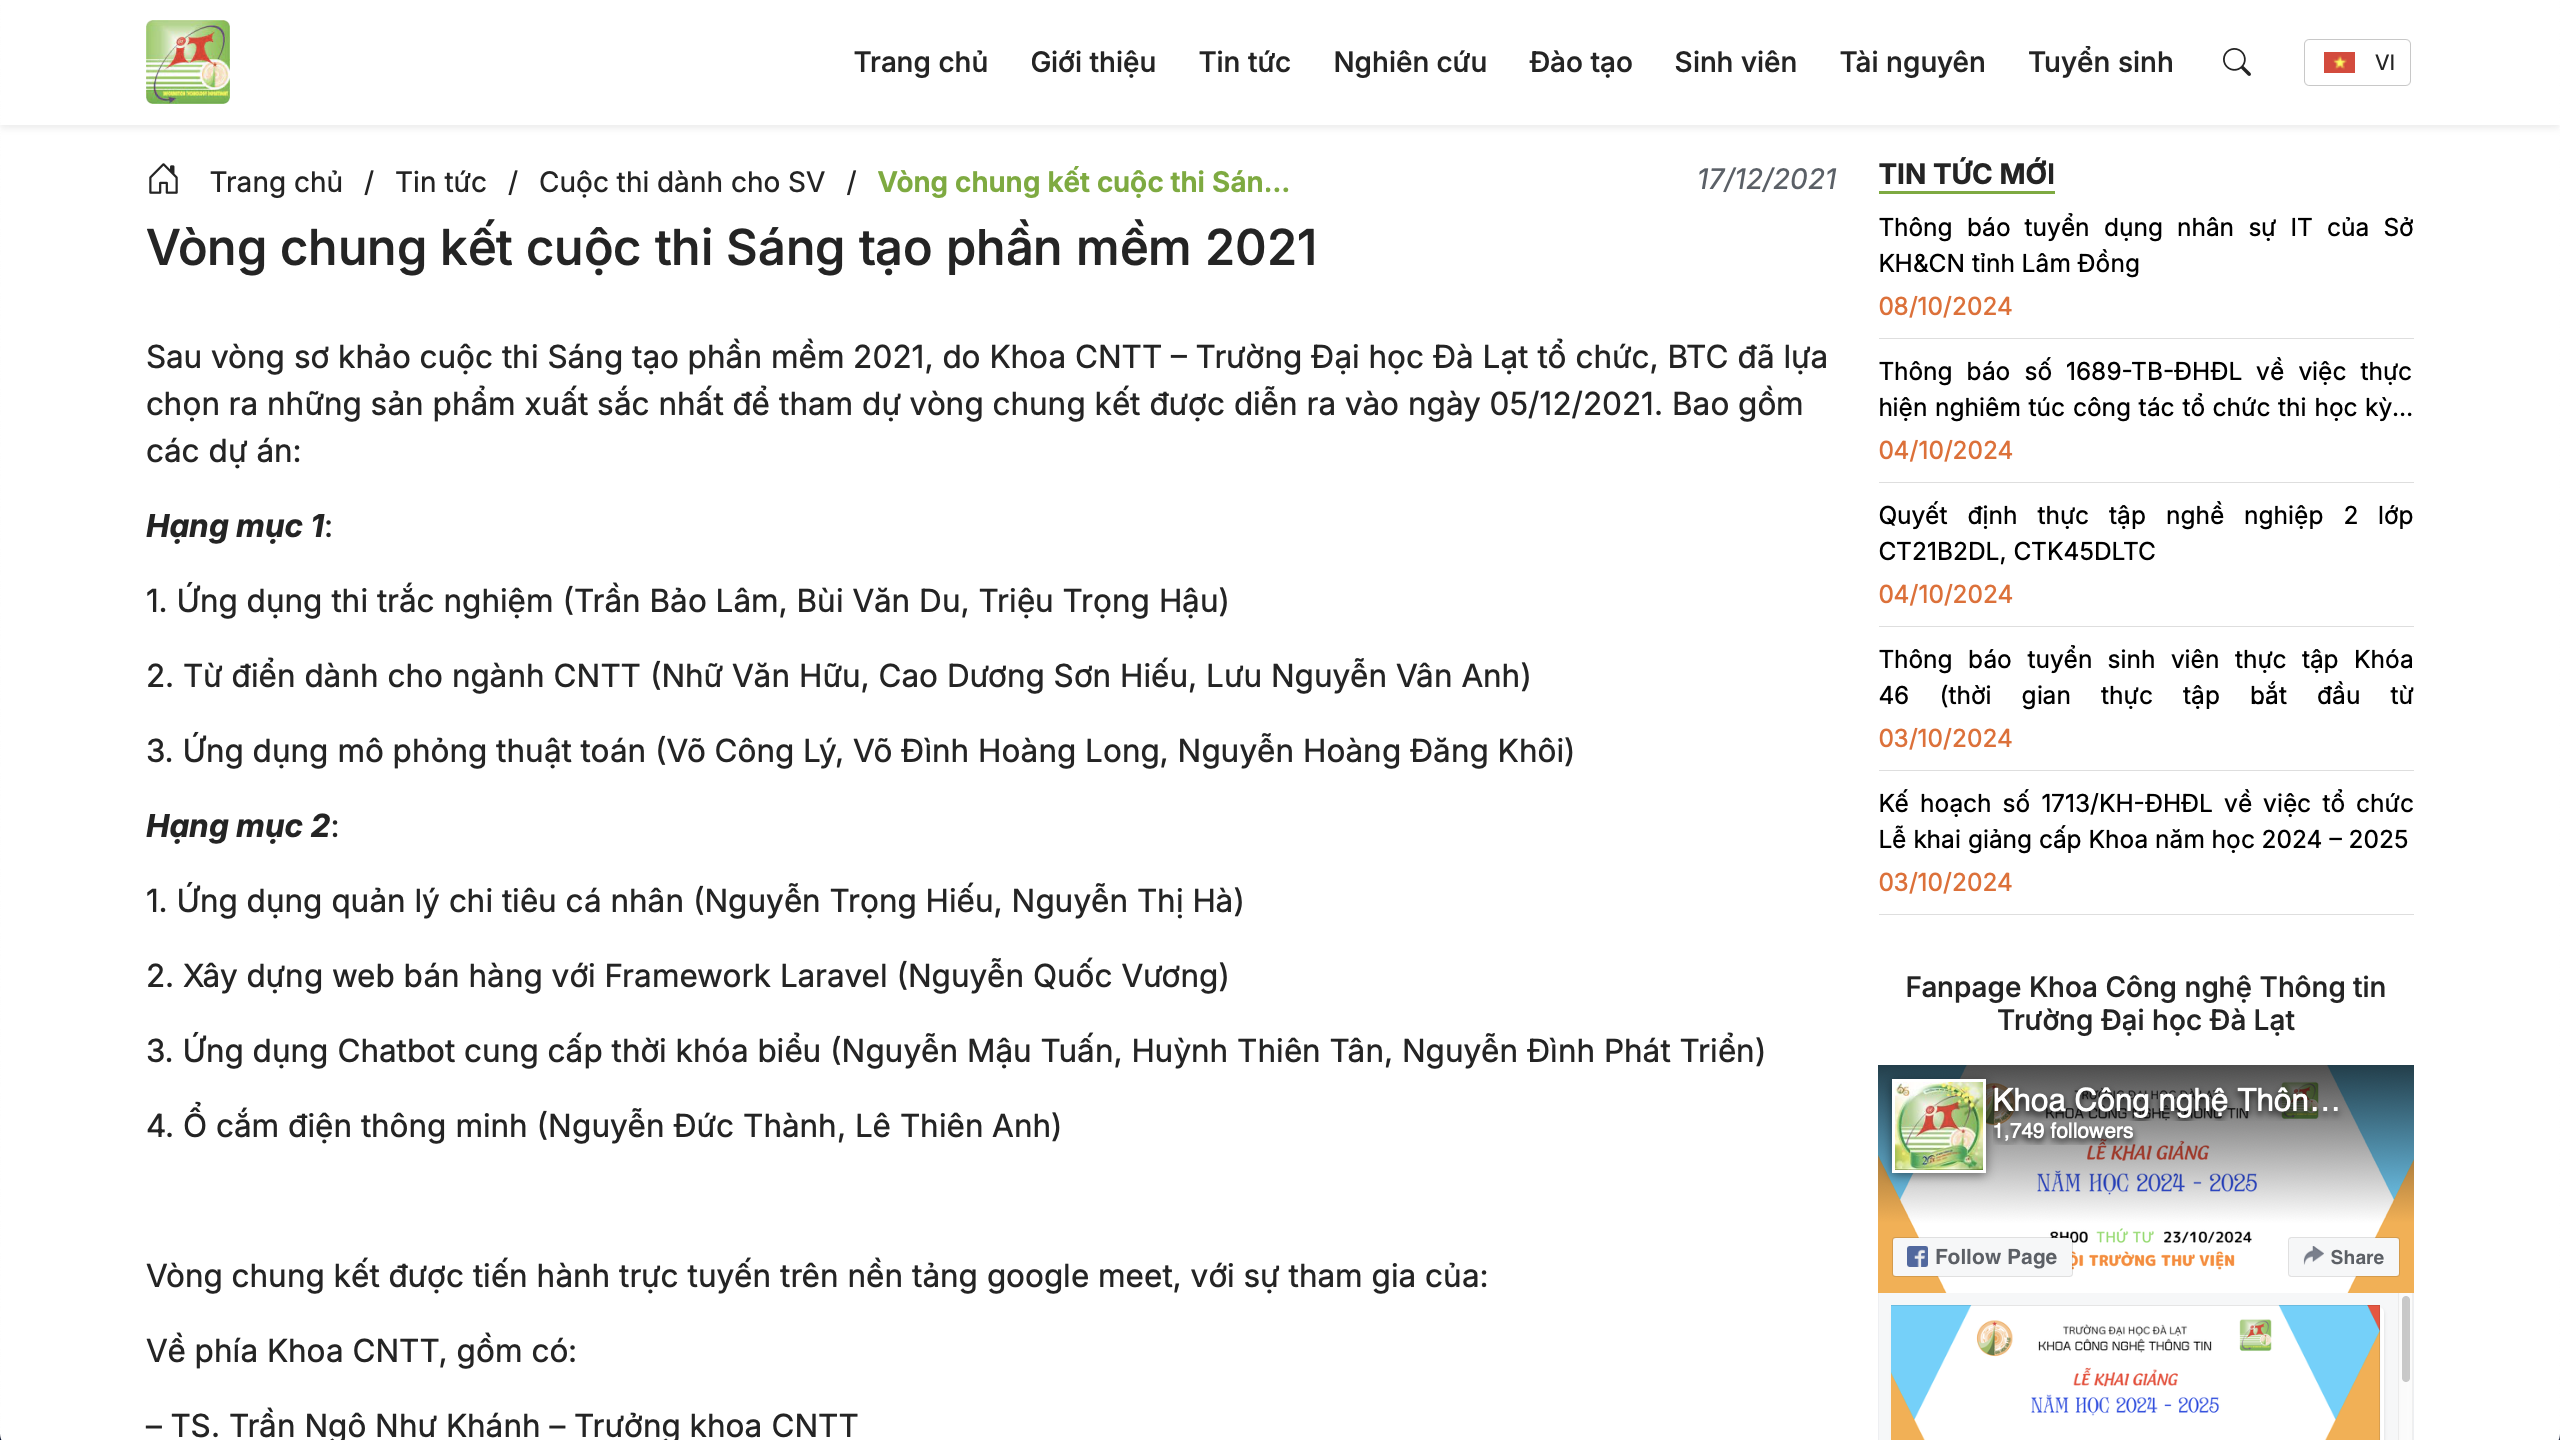 iT
INFORMATION TECHNOLOGY DEPARTMENT
Trang chủ
Giới thiệu
Tin tức
Nghiên cứu
Đào tạo
Sinh viên
Tài nguyên
Tuyển sinh
VI
Trang chủ / Tin tức / Cuộc thi dành cho SV / Vòng chung kết cuộc thi Sán...
17/12/2021
Vòng chung kết cuộc thi Sáng tạo phần mềm 2021
Sau vòng sơ khảo cuộc thi Sáng tạo phần mềm 2021, do Khoa CNTT – Trường Đại học Đà Lạt tổ chức, BTC đã lựa
chọn ra những sản phẩm xuất sắc nhất để tham dự vòng chung kết được diễn ra vào ngày 05/12/2021. Bao gồm
các dự án:
Hạng mục 1:
1. Ứng dụng thi trắc nghiệm (Trần Bảo Lâm, Bùi Văn Du, Triệu Trọng Hậu)
2. Từ điển dành cho ngành CNTT (Nhữ Văn Hữu, Cao Dương Sơn Hiếu, Lưu Nguyễn Vân Anh)
3. Ứng dụng mô phỏng thuật toán (Võ Công Lý, Võ Đình Hoàng Long, Nguyễn Hoàng Đăng Khôi)
Hạng mục 2:
1. Ứng dụng quản lý chi tiêu cá nhân (Nguyễn Trọng Hiếu, Nguyễn Thị Hà)
2. Xây dựng web bán hàng với Framework Laravel (Nguyễn Quốc Vương)
3. Ứng dụng Chatbot cung cấp thời khóa biểu (Nguyễn Mậu Tuấn, Huỳnh Thiên Tân, Nguyễn Đình Phát Triển)
4. Ổ cắm điện thông minh (Nguyễn Đức Thành, Lê Thiên Anh)
Vòng chung kết được tiến hành trực tuyến trên nền tảng google meet, với sự tham gia của:
Về phía Khoa CNTT, gồm có:
– TS. Trần Ngô Như Khánh – Trưởng khoa CNTT
TIN TỨC MỚI
Thông báo tuyển dụng nhân sự IT của Sở
KH&CN tỉnh Lâm Đồng
08/10/2024
Thông báo số 1689-TB-ĐHĐL về việc thực
hiện nghiêm túc công tác tổ chức thi học kỳ...
04/10/2024
Quyết định thực tập nghề nghiệp 2 lớp
CT21B2DL, CTK45DLTC
04/10/2024
Thông báo tuyển sinh viên thực tập Khóa
46 (thời gian thực tập bắt đầu từ
03/10/2024
Kế hoạch số 1713/KH-ĐHĐL về việc tổ chức
Lễ khai giảng cấp Khoa năm học 2024 – 2025
03/10/2024
Fanpage Khoa Công nghệ Thông tin
Trường Đại học Đà Lạt
Khoa Công nghệ Thôn...
1,749 followers
KHOA CÔNG NGHỆ THÔNG TIN
LỄ KHAI GIẢNG
NĂM HỌC 2024 - 2025
8H00 THỨ TƯ 23/10/2024
TRƯỜNG THƯ VIỆN
Follow Page
Share
TRƯỜNG ĐẠI HỌC ĐÀ LẠT
KHOA CÔNG NGHỆ THÔNG TIN
LỄ KHAI GIẢNG
NĂM HỌC 2024 - 2025